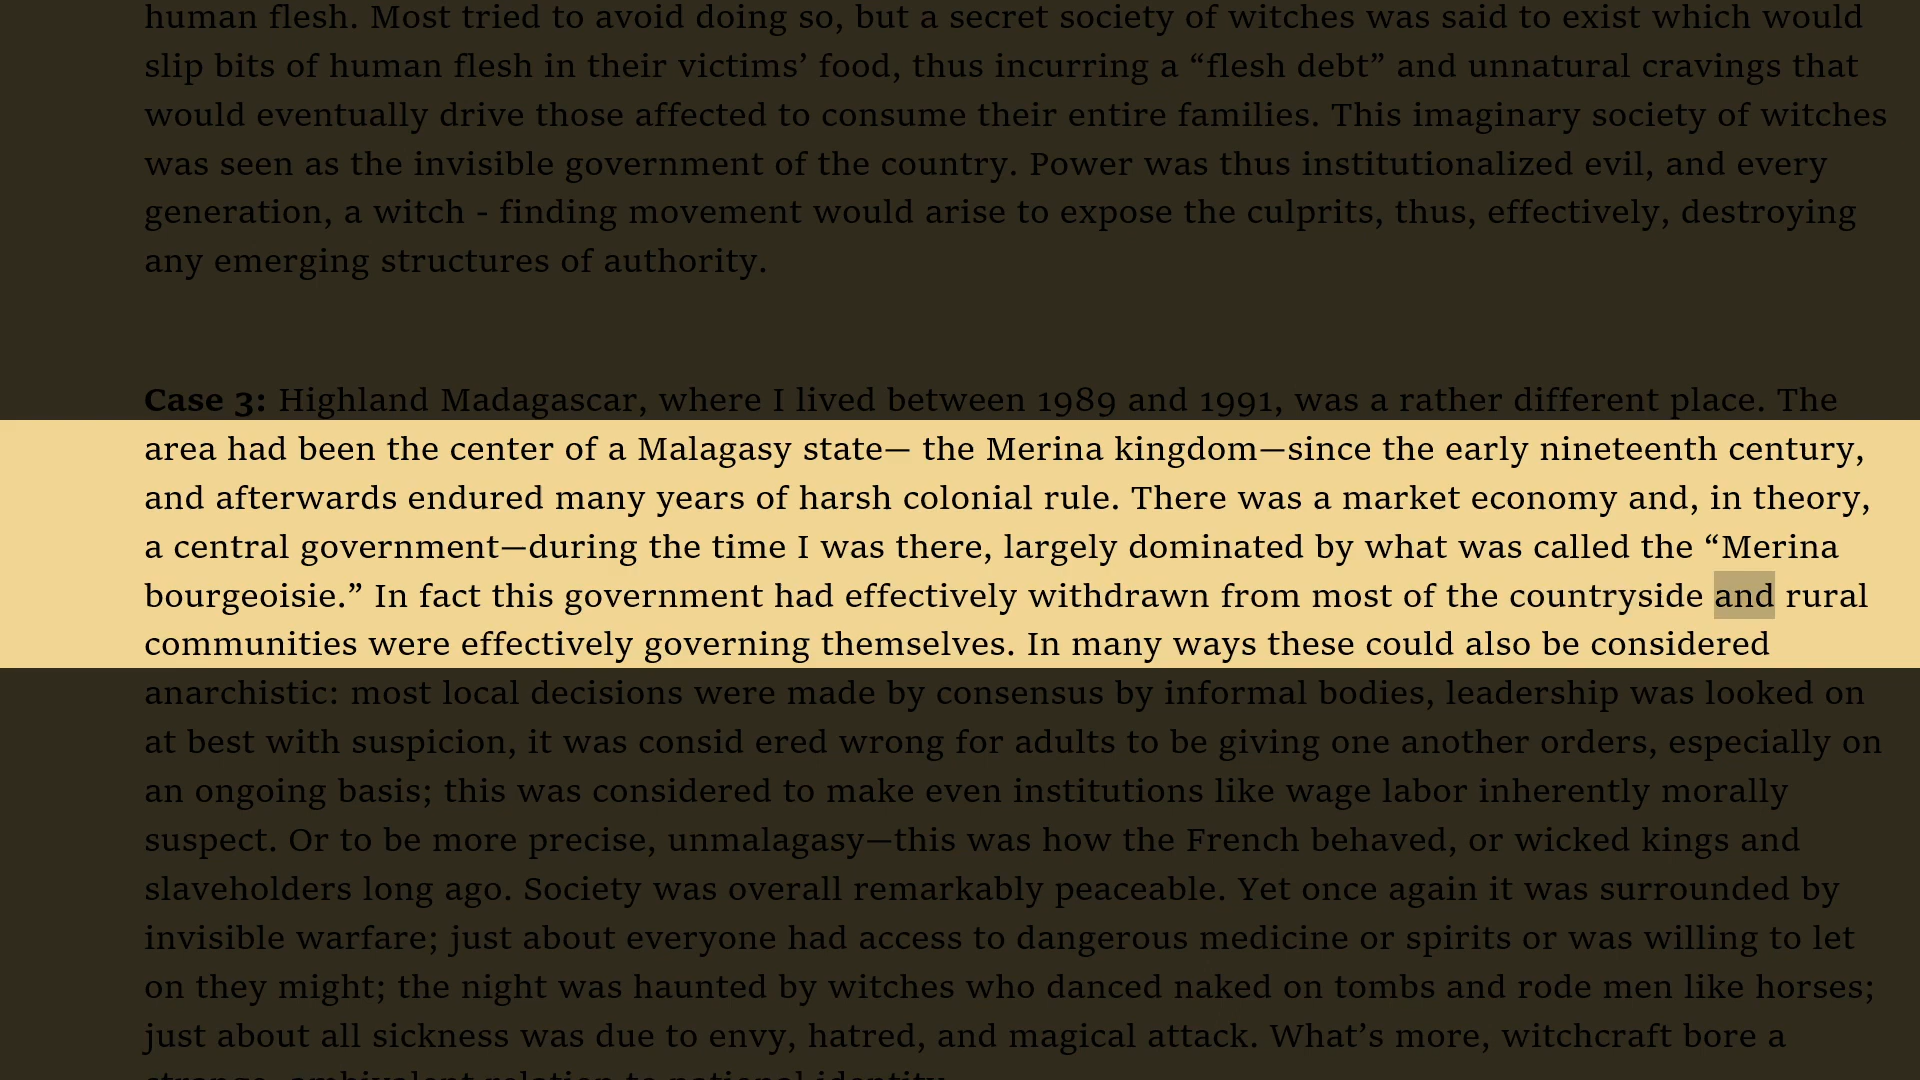 human flesh. Most tried to avoid doing so, but a secret society of witches was said to exist which would
slip bits of human flesh in their victims’ food, thus incurring a “flesh debt” and unnatural cravings that
would eventually drive those affected to consume their entire families. This imaginary society of witches
was seen as the invisible government of the country. Power was thus institutionalized evil, and every
generation, a witch - finding movement would arise to expose the culprits, thus, effectively, destroying
any emerging structures of authority.
Case 3: Highland Madagascar, where I lived between 1989 and 1991, was a rather different place. The
area had been the center of a Malagasy state— the Merina kingdom—since the early nineteenth century,
and afterwards endured many years of harsh colonial rule. There was a market economy and, in theory,
a central government—during the time I was there, largely dominated by what was called the “Merina
bourgeoisie.” In fact this government had effectively withdrawn from most of the countryside and rural
communities were effectively governing themselves. In many ways these could also be considered
anarchistic: most local decisions were made by consensus by informal bodies, leadership was looked on
at best with suspicion, it was consid ered wrong for adults to be giving one another orders, especially on
an ongoing basis; this was considered to make even institutions like wage labor inherently morally
suspect. Or to be more precise, unmalagasy—this was how the French behaved, or wicked kings and
slaveholders long ago. Society was overall remarkably peaceable. Yet once again it was surrounded by
invisible warfare; just about everyone had access to dangerous medicine or spirits or was willing to let
on they might; the night was haunted by witches who danced naked on tombs and rode men like horses;
just about all sickness was due to envy, hatred, and magical attack. What’s more, witchcraft bore a
strange, ambivalent relation to national identity.